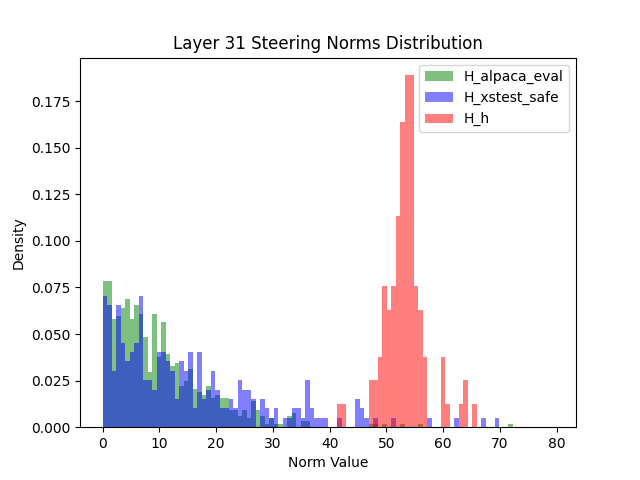 Layer 31 Steering Norms Distribution
H_alpaca_eval
H_xstest_safe
H_h
0.175
0.150
0.125
0.100
0.075
0.050
0.025
0.000
Density
0 10 20 30 40 50 60 70 80
Norm Value